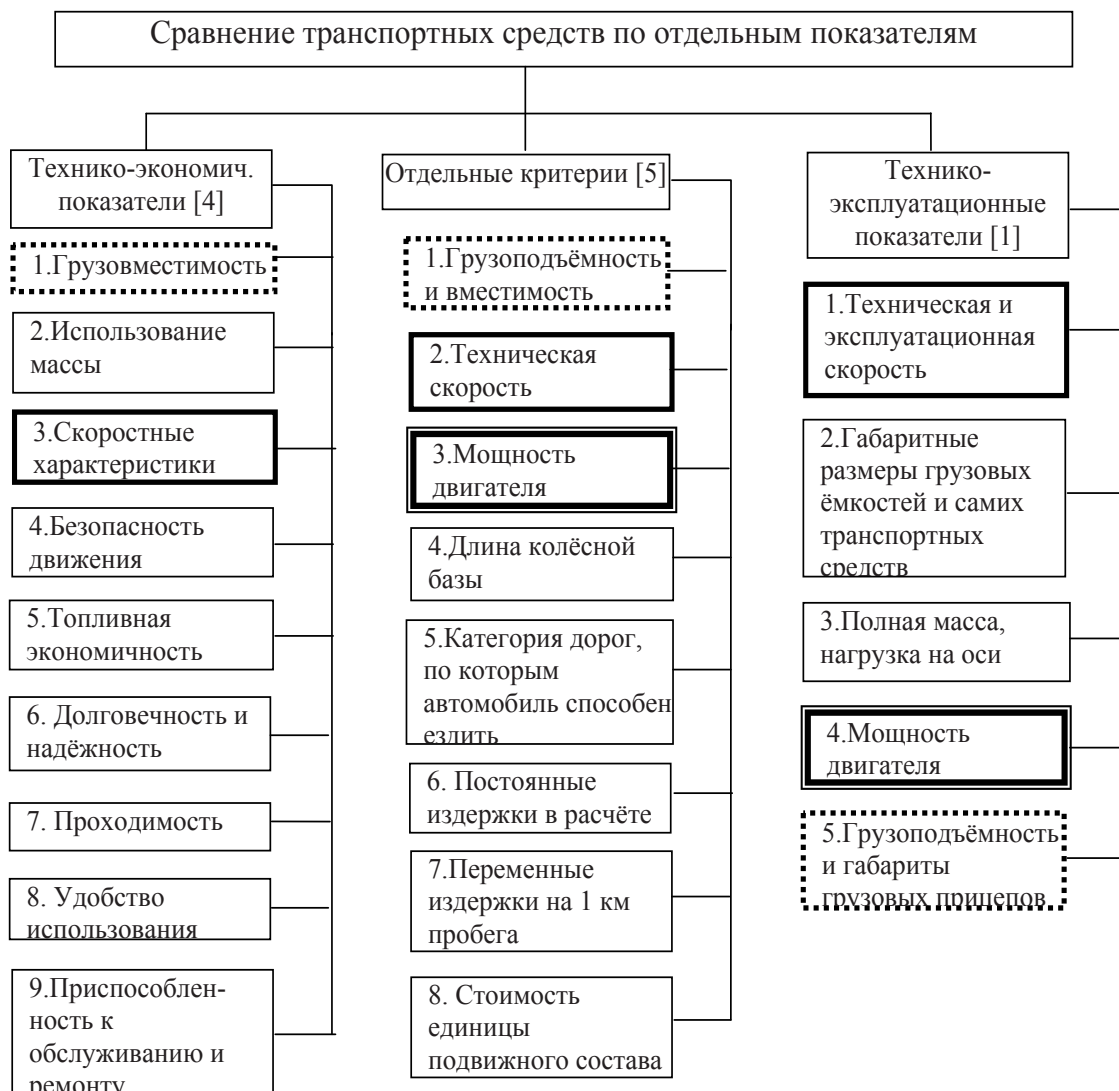 Сравнение транспортных средств по отдельным показателям
Технико-экономич.
показатели [4]
1.Грузовместимость
2.Использование
массы
3.Скоростные
характеристики
4.Безопасность
движения
5.Топливная
экономичность
6. Долговечность и
надёжность
7. Проходимость
8. Удобство
использования
9.Приспособлен-
ность к
обслуживанию и
ремонту
Отдельные критерии [5]
1.Грузоподъёмность
и вместимость
2.Техническая
скорость
3.Мощность
двигателя
4.Длина колёсной
базы
5.Категория дорог,
по которым
автомобиль способен
ездить
6. Постоянные
издержки в расчёте
7.Переменные
издержки на 1 км
пробега
8. Стоимость
единицы
подвижного состава
Технико-
эксплуатационные
показатели [1]
1.Техническая и
эксплуатационная
скорость
2.Габаритные
размеры грузовых
ёмкостей и самих
транспортных
средств
3.Полная масса,
нагрузка на оси
4.Мощность
двигателя
5.Грузоподъёмность
и габариты
грузовых прицепов